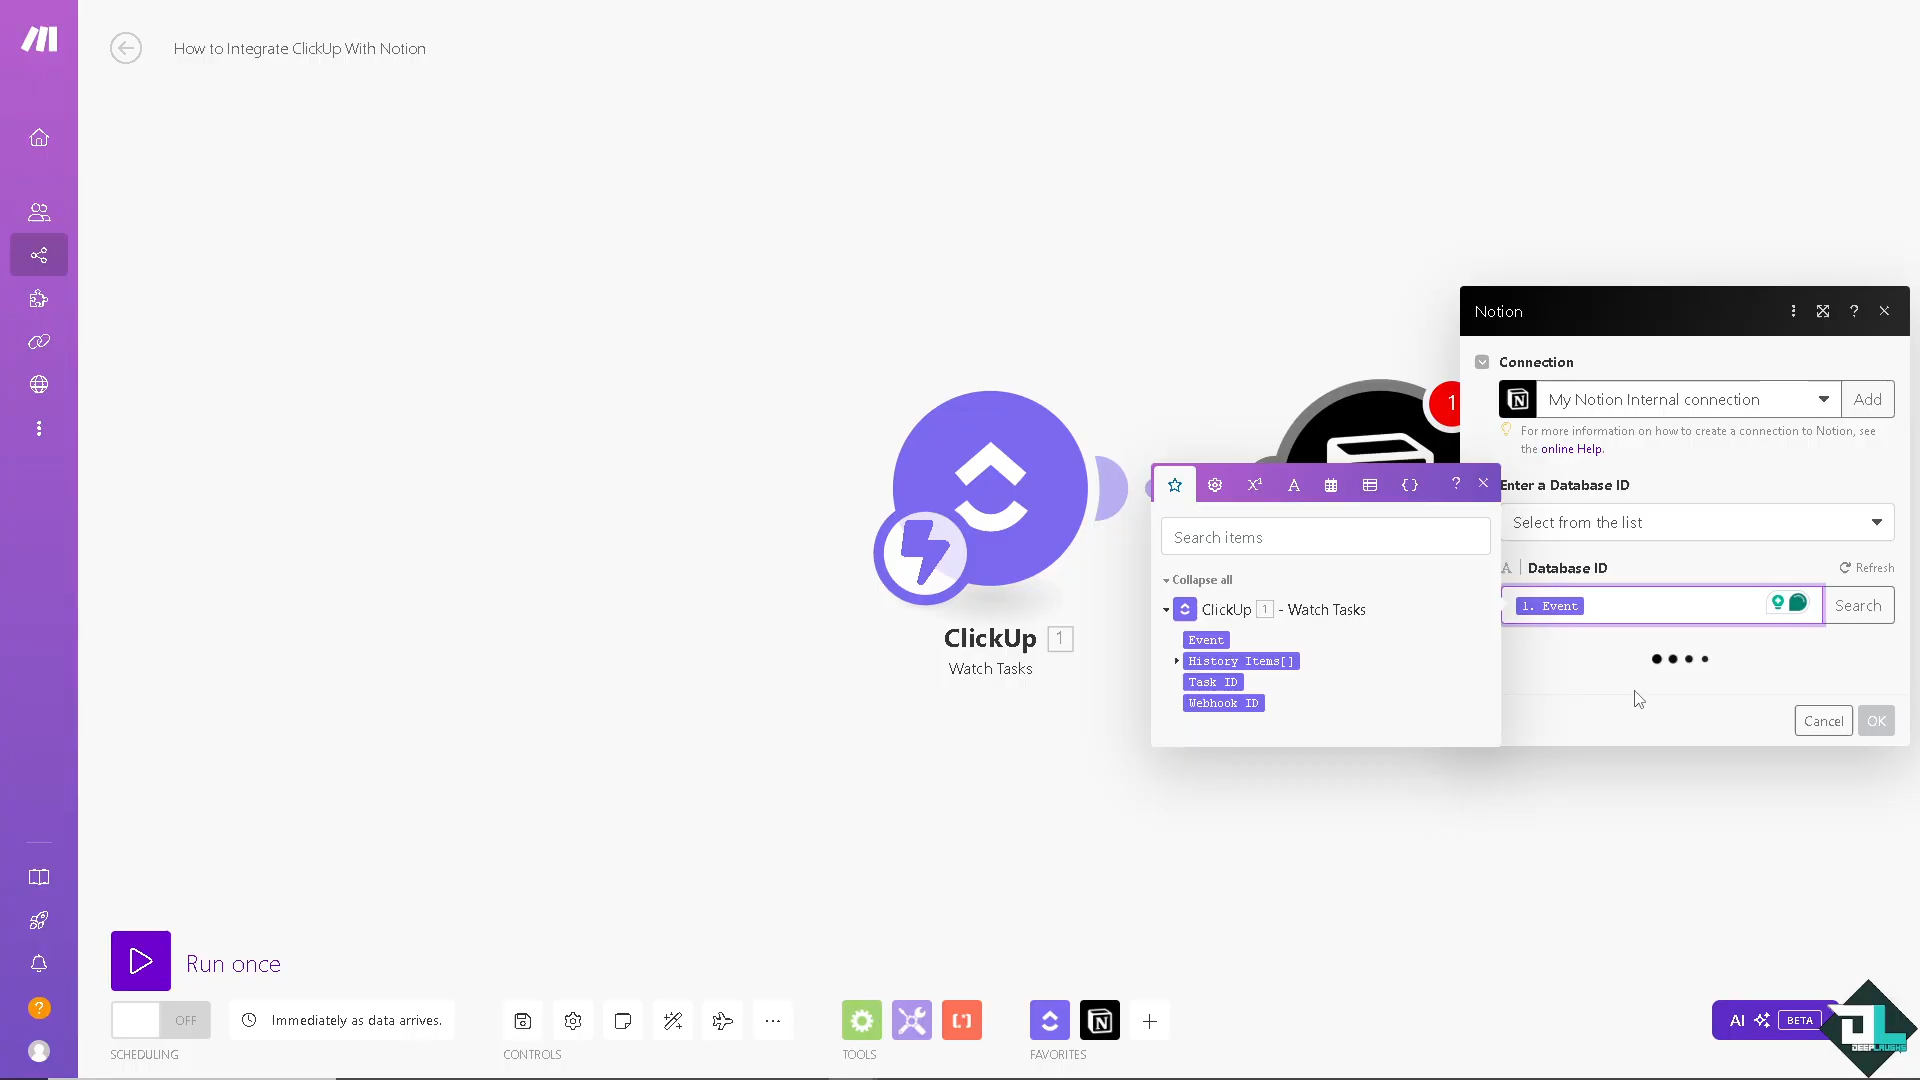 How to Integrate ClickUp With Notion
Notion
?
Connection
My Notion Internal connection
Add
For more information on how to create a connection to Notion, see
the online Help.
1
Enter a Database ID
Select from the list
A
Database ID
Refresh
1. Event
Search
Cancel
OK
X¹
A
{}
?
Search items
Collapse all
ClickUp 1 - Watch Tasks
Event
History Items[]
Task ID
Webhook ID
ClickUp 1
Watch Tasks
Run once
OFF
Immediately as data arrives.
SCHEDULING
CONTROLS
TOOLS
FAVORITES
AI BETA
?
DEEPLAUGHS